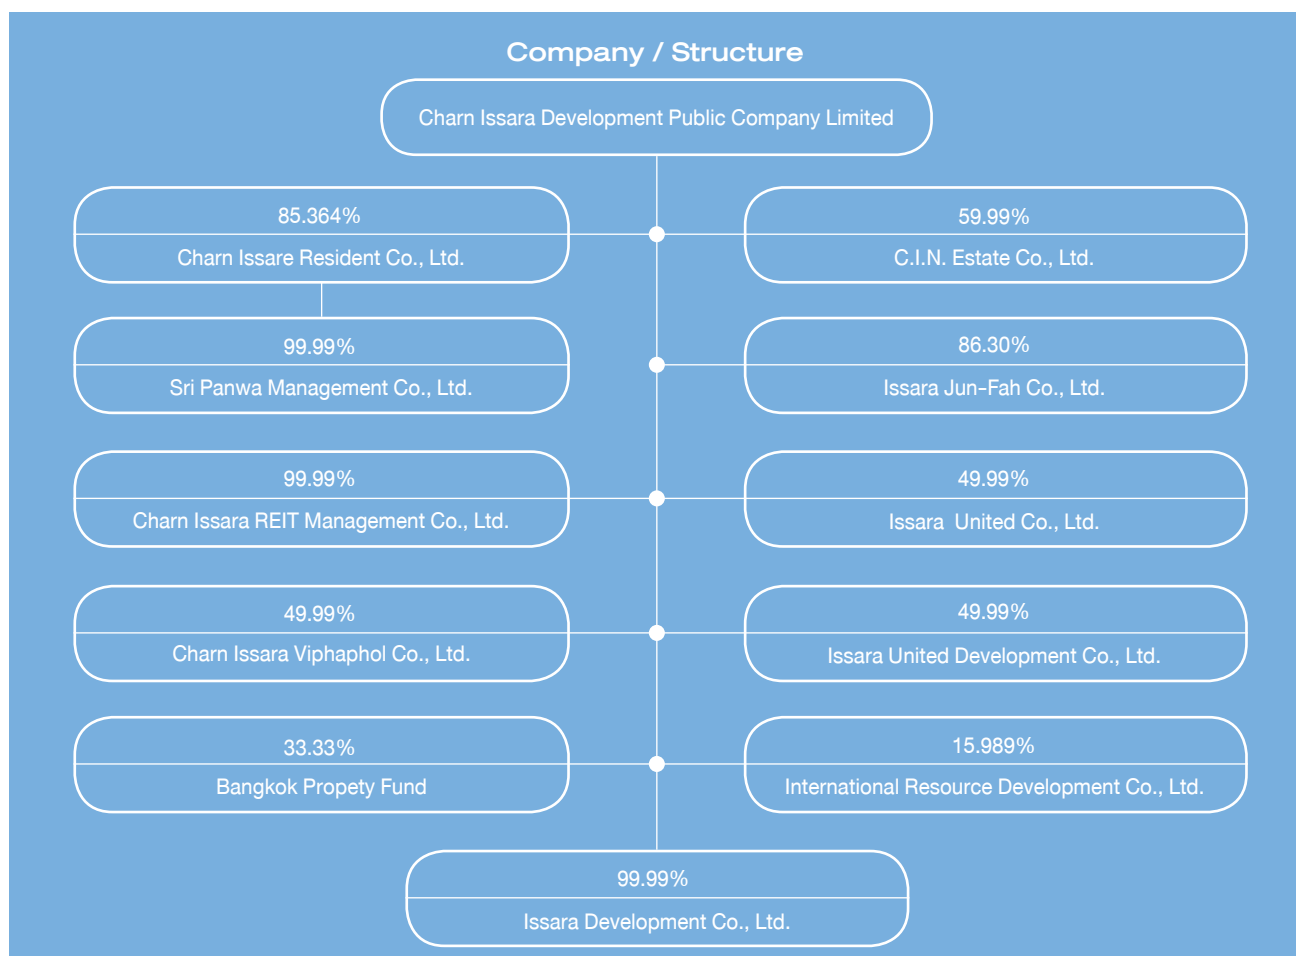 Company / Structure
Charn Issara Development Public Company Limited
85.364%
Charn Issare Resident Co., Ltd.
59.99%
C.I.N. Estate Co., Ltd.
99.99%
Sri Panwa Management Co., Ltd.
86.30%
Issara Jun-Fah Co., Ltd.
99.99%
Charn Issara REIT Management Co., Ltd.
49.99%
Issara United Co., Ltd.
49.99%
Charn Issara Viphaphol Co., Ltd.
49.99%
Issara United Development Co., Ltd.
33.33%
Bangkok Propety Fund
15.989%
International Resource Development Co., Ltd.
99.99%
Issara Development Co., Ltd.